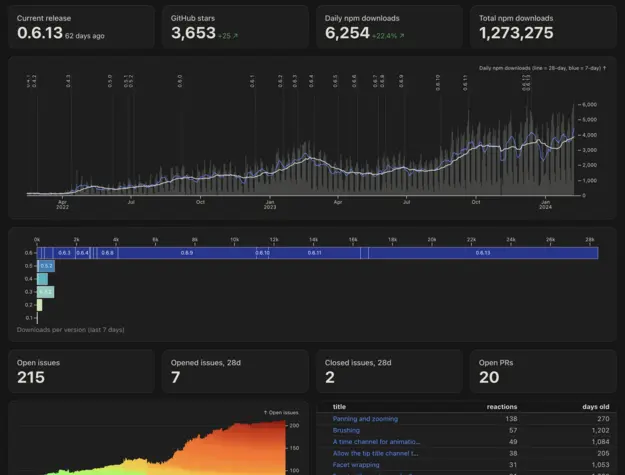 Current release
0.6.13 62 days ago
GitHub stars
3,653 +25 ↗
Daily npm downloads
6,254 +22.4% ↗
Total npm downloads
1,273,275
Daily npm downloads (line = 28-day, blue = 7-day) ↑
0.4.1 0.4.2 0.4.3 0.5.0 0.5.1 0.5.2 0.6.0 0.6.1 0.6.2 0.6.3 0.6.4 0.6.5 0.6.6 0.6.7 0.6.8 0.6.9 0.6.10 0.6.11 0.6.12 0.6.13
6,000
5,000
4,000
3,000
2,000
1,000
0
Apr Jul Oct Jan Apr Jul Oct Jan
2022 2023 2024
0k 2k 4k 6k 8k 10k 12k 14k 16k 18k 20k 22k 24k 26k 28k
0.6 0.6.3 0.6.4 0.6.8 0.6.9 0.6.10 0.6.11 0.6.13
0.5 0.5.2
0.4
0.3 0.3.2
0.2
0.1
Downloads per version (last 7 days)
Open issues
215
Opened issues, 28d
7
Closed issues, 28d
2
Open PRs
20
↑ Open issues
200
150
100
title reactions days old
Panning and zooming 138 270
Brushing 57 1,202
A time channel for animatio... 49 1,084
Allow the tip title channel t... 38 205
Facet wrapping 31 1,053